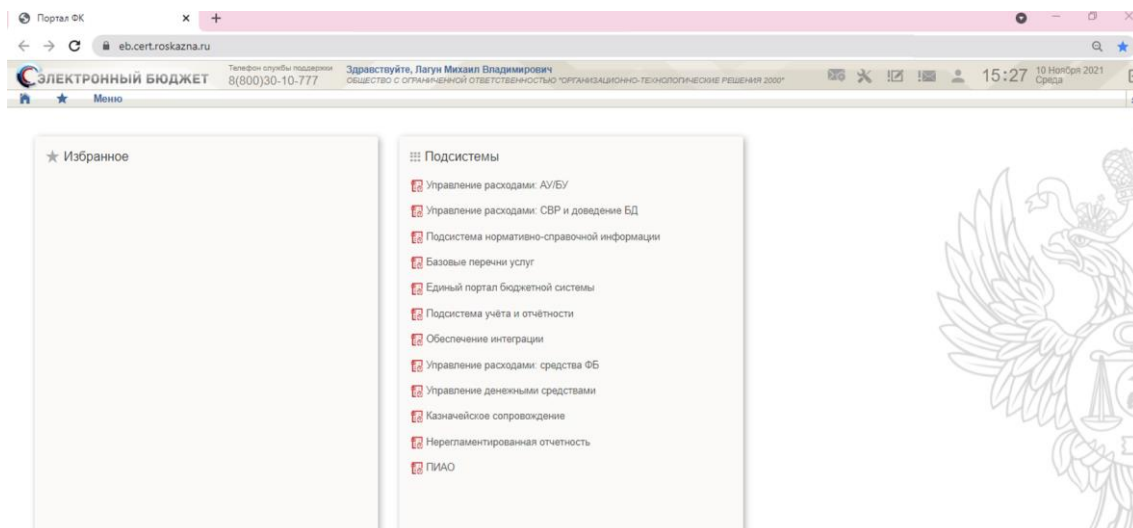 Портал ФК
eb.cert.roskazna.ru
ЭЛЕКТРОННЫЙ БЮДЖЕТ
Телефон службы поддержки
8(800)30-10-777
Здравствуйте, Лагун Михаил Владимирович
ОБЩЕСТВО С ОГРАНИЧЕННОЙ ОТВЕТСТВЕННОСТЬЮ "ОРГАНИЗАЦИОННО-ТЕХНОЛОГИЧЕСКИЕ РЕШЕНИЯ 2000"
15:27
10 Ноября 2021
Среда
Меню
Избранное
Подсистемы
Управление расходами: АУ/БУ
Управление расходами: СВР и доведение БД
Подсистема нормативно-справочной информации
Базовые перечни услуг
Единый портал бюджетной системы
Подсистема учёта и отчётности
Обеспечение интеграции
Управление расходами: средства ФБ
Управление денежными средствами
Казначейское сопровождение
Нерегламентированная отчетность
ПИАО